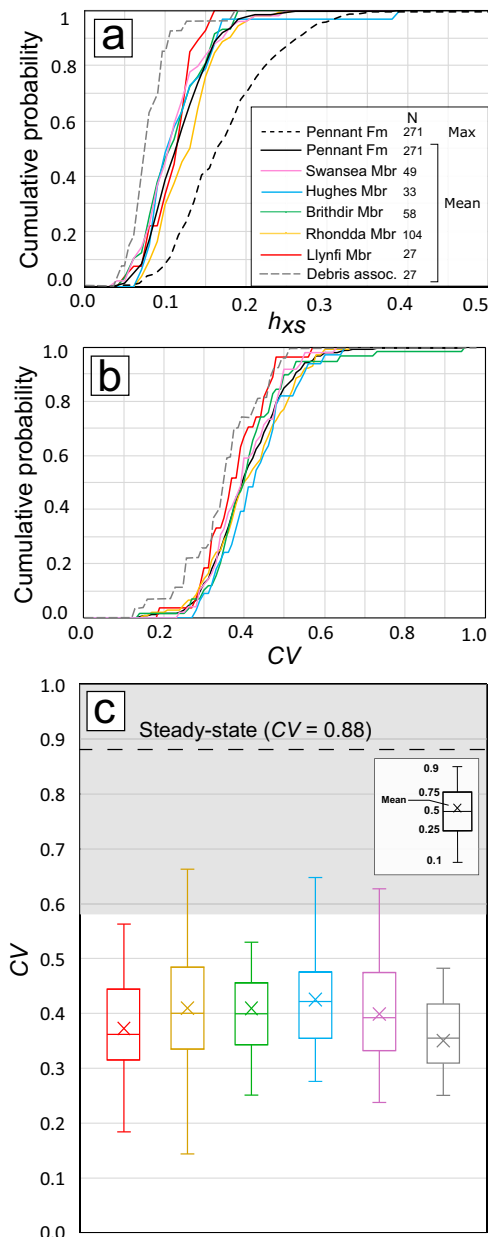 a
Cumulative probability
1
0.8
0.6
0.4
0.2
0.0
N
Pennant Fm 271 Max
Pennant Fm 271
Swansea Mbr 49
Hughes Mbr 33
Brithdir Mbr 58
Mean
Rhondda Mbr 104
Llynfi Mbr 27
Debris assoc. 27
0.0 0.1 0.2 0.3 0.4 0.5
hxs
b
Cumulative probability
1
0.8
0.6
0.4
0.2
0.0
0.0 0.2 0.4 0.6 0.8 1.0
CV
c
CV
1.0
0.9
0.8
0.7
0.6
0.5
0.4
0.3
0.2
0.1
0.0
Steady-state (CV = 0.88)
0.9
0.75
Mean
0.5
0.25
0.1